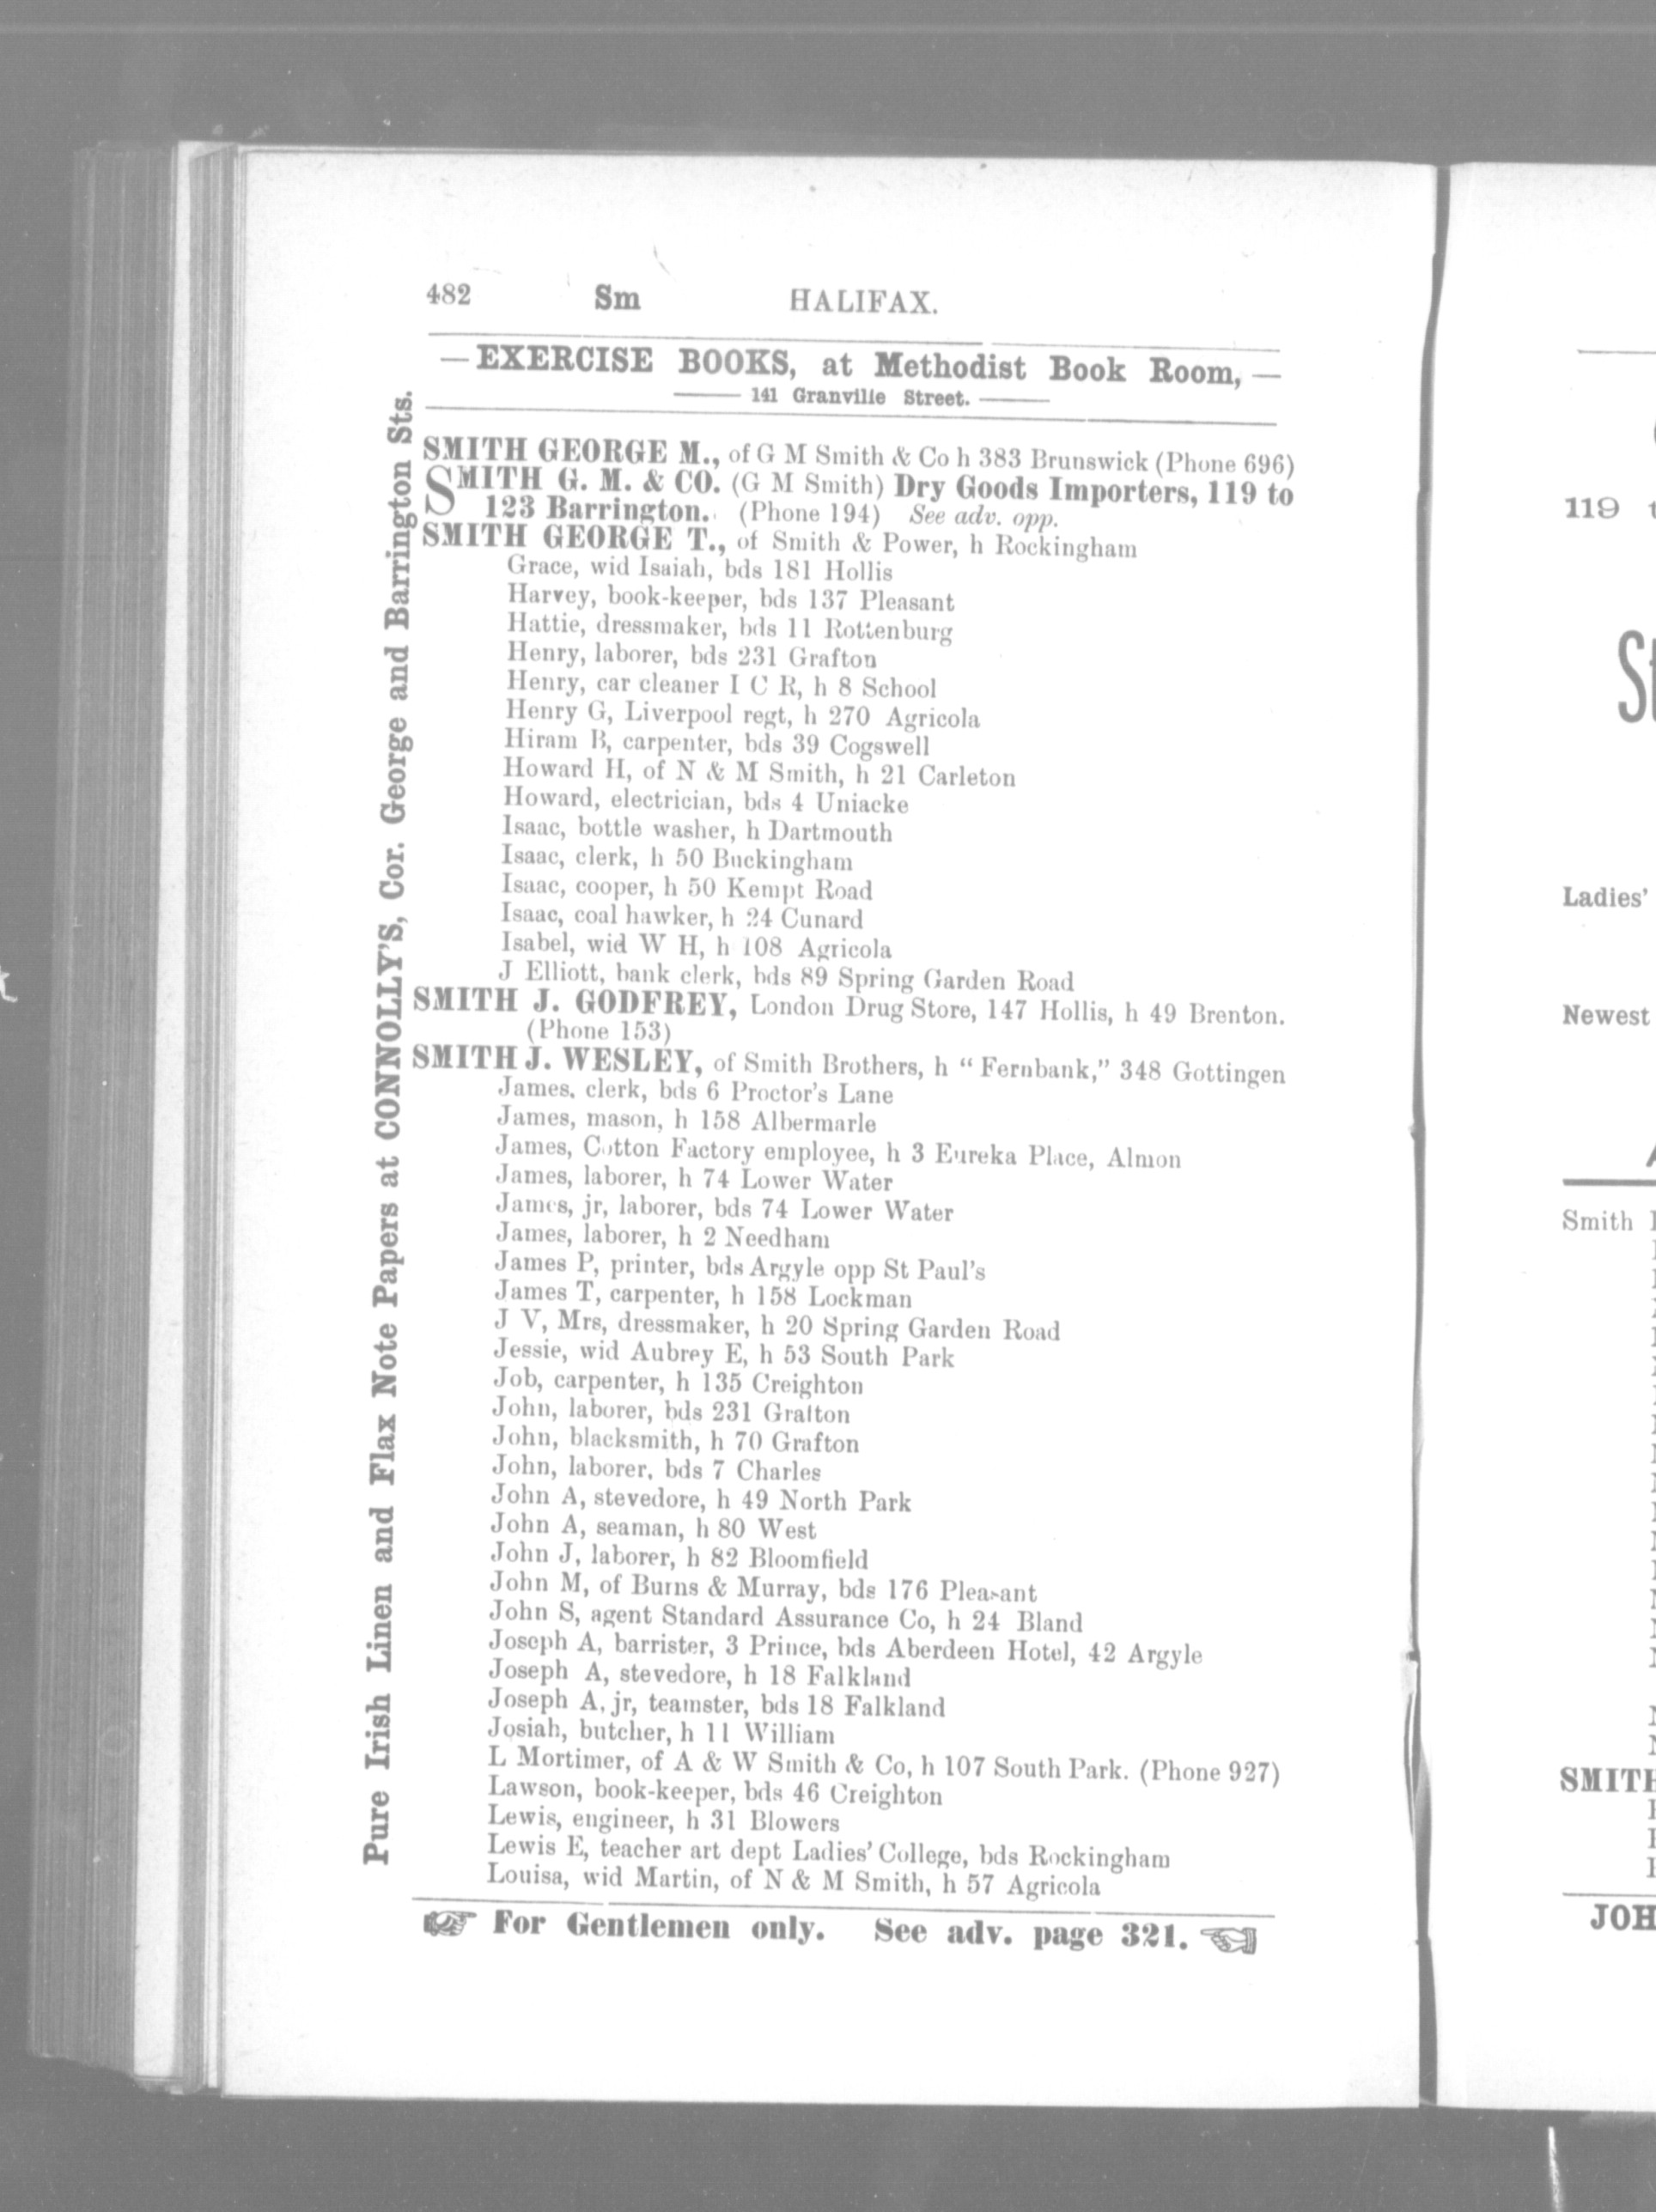 482 Sm HALIFAX.
—EXERCISE BOOKS, at Methodist Book Room,—
—— 141 Granville Street. ——
Pure Irish Linen and Flax Note Papers at CONNOLLY'S, Cor. George and Barrington Sts.
SMITH GEORGE M., of G M Smith & Co h 383 Brunswick (Phone 696)
SMITH G. M. & CO. (G M Smith) Dry Goods Importers, 119 to
123 Barrington. (Phone 194) See adv. opp.
SMITH GEORGE T., of Smith & Power, h Rockingham
Grace, wid Isaiah, bds 181 Hollis
Harvey, book-keeper, bds 137 Pleasant
Hattie, dressmaker, bds 11 Rottenburg
Henry, laborer, bds 231 Grafton
Henry, car cleaner I C R, h 8 School
Henry G, Liverpool regt, h 270 Agricola
Hiram B, carpenter, bds 39 Cogswell
Howard H, of N & M Smith, h 21 Carleton
Howard, electrician, bds 4 Uniacke
Isaac, bottle washer, h Dartmouth
Isaac, clerk, h 50 Buckingham
Isaac, cooper, h 50 Kempt Road
Isaac, coal hawker, h 24 Cunard
Isabel, wid W H, h 108 Agricola
J Elliott, bank clerk, bds 89 Spring Garden Road
SMITH J. GODFREY, London Drug Store, 147 Hollis, h 49 Brenton.
(Phone 153)
SMITH J. WESLEY, of Smith Brothers, h "Fernbank," 348 Gottingen
James, clerk, bds 6 Proctor's Lane
James, mason, h 158 Albermarle
James, Cotton Factory employee, h 3 Eureka Place, Almon
James, laborer, h 74 Lower Water
James, jr, laborer, bds 74 Lower Water
James, laborer, h 2 Needham
James P, printer, bds Argyle opp St Paul's
James T, carpenter, h 158 Lockman
J V, Mrs, dressmaker, h 20 Spring Garden Road
Jessie, wid Aubrey E, h 53 South Park
Job, carpenter, h 135 Creighton
John, laborer, bds 231 Grafton
John, blacksmith, h 70 Grafton
John, laborer, bds 7 Charles
John A, stevedore, h 49 North Park
John A, seaman, h 80 West
John J, laborer, h 82 Bloomfield
John M, of Burns & Murray, bds 176 Pleasant
John S, agent Standard Assurance Co, h 24 Bland
Joseph A, barrister, 3 Prince, bds Aberdeen Hotel, 42 Argyle
Joseph A, stevedore, h 18 Falkland
Joseph A, jr, teamster, bds 18 Falkland
Josiah, butcher, h 11 William
L Mortimer, of A & W Smith & Co, h 107 South Park. (Phone 927)
Lawson, book-keeper, bds 46 Creighton
Lewis, engineer, h 31 Blowers
Lewis E, teacher art dept Ladies' College, bds Rockingham
Louisa, wid Martin, of N & M Smith, h 57 Agricola
For Gentlemen only. See adv. page 321.
119
Ladies'
Newest
Smith
SMITH
JOH